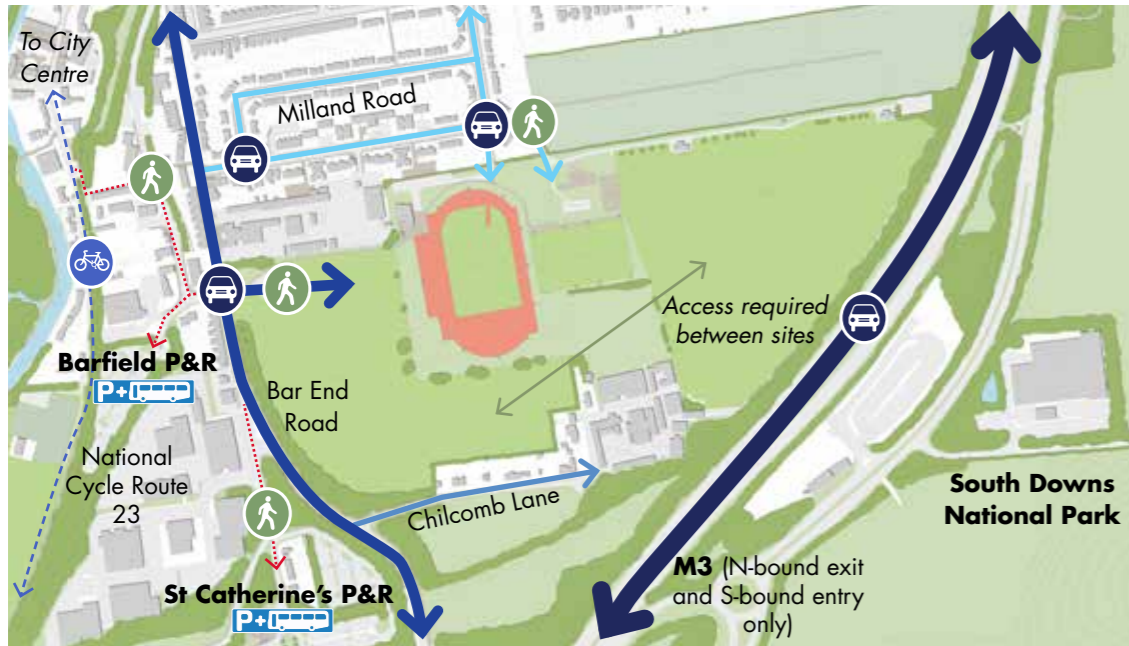 To City
Centre
Milland Road
Access required
between sites
Barfield P&R
P+
Bar End
Road
National
Cycle Route
23
Chilcomb Lane
South Downs
National Park
M3 (N-bound exit
and S-bound entry
only)
St Catherine's P&R
P+